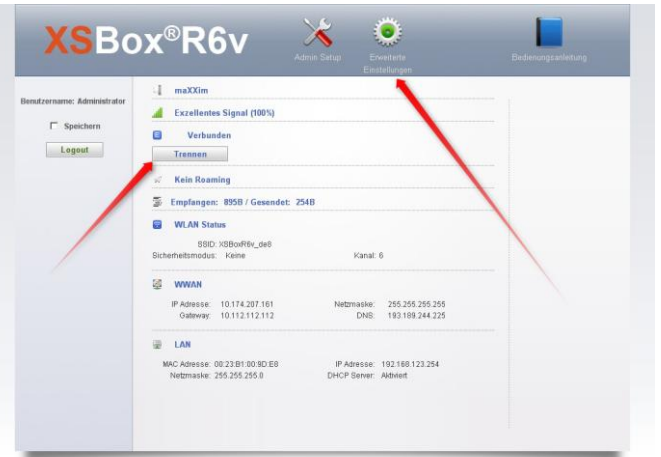 XSBox®R6v
Admin Setup
Erweiterte
Einstellungen
Bedienungsanleitung
Benutzername: Administrator
Speichern
Logout
maXXim
Exzellentes Signal (100%)
Verbunden
Trennen
Kein Roaming
Empfangen: 895B / Gesendet: 254B
WLAN Status
SSID: XSBoxR6v_de8
Sicherheitsmodus: Keine Kanal: 6
WWAN
IP Adresse: 10.174.207.161 Netzmaske: 255.255.255.255
Gateway: 10.112.112.112 DNS: 193.189.244.225
LAN
MAC Adresse: 00:23:B1:00:9D:E8 IP Adresse: 192.168.123.254
Netzmaske: 255.255.255.0 DHCP Server: Aktiviert